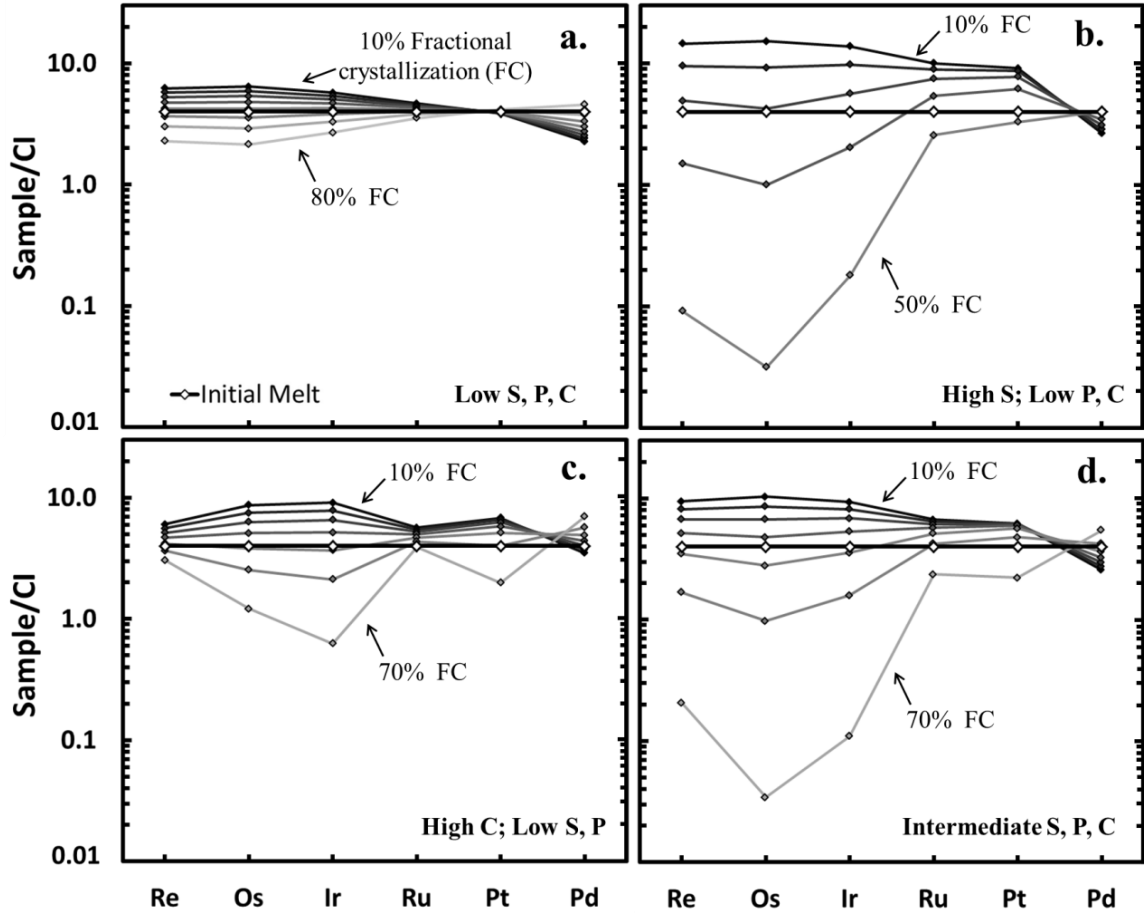 a.
10% Fractional
crystallization (FC)
80% FC
Initial Melt
Low S, P, C
Sample/CI
10.0
1.0
0.1
0.01
b.
10% FC
50% FC
High S; Low P, C
c.
10% FC
70% FC
High C; Low S, P
Sample/CI
10.0
1.0
0.1
0.01
Re Os Ir Ru Pt Pd
d.
10% FC
70% FC
Intermediate S, P, C
Re Os Ir Ru Pt Pd